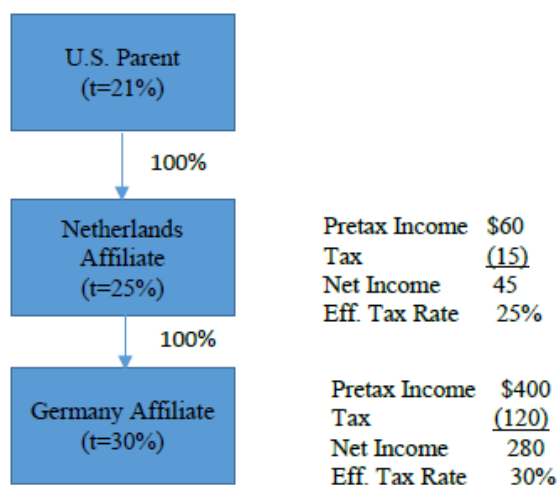 U.S. Parent
(t=21%)
100%
Netherlands
Affiliate
(t=25%)
Pretax Income $60
Tax (15)
Net Income 45
Eff. Tax Rate 25%
100%
Germany Affiliate
(t=30%)
Pretax Income $400
Tax (120)
Net Income 280
Eff. Tax Rate 30%